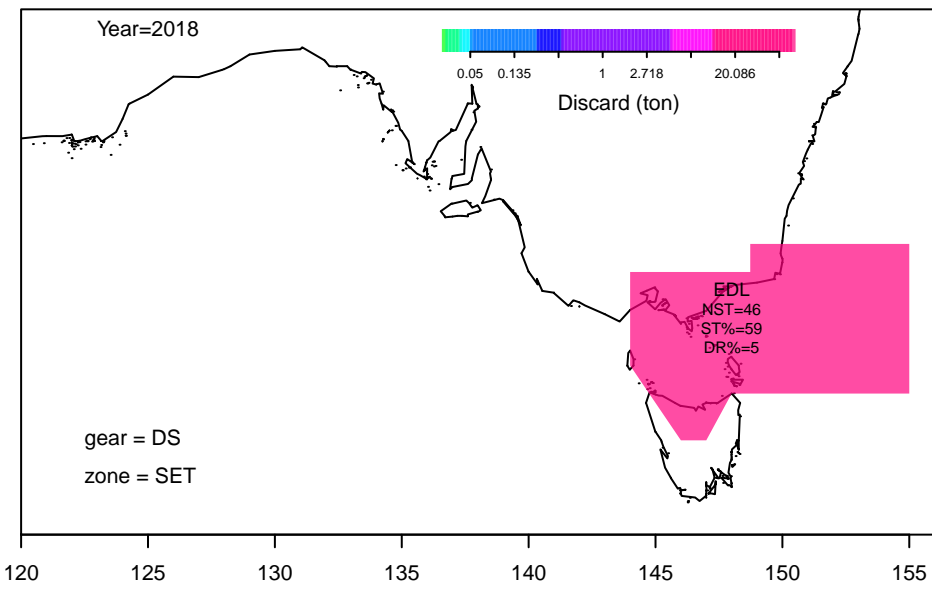 Year=2018
0.05 0.135 1 2.718 20.086
Discard (ton)
EDL
NST=46
ST%=59
DR%=5
gear = DS
zone = SET
120 125 130 135 140 145 150 155